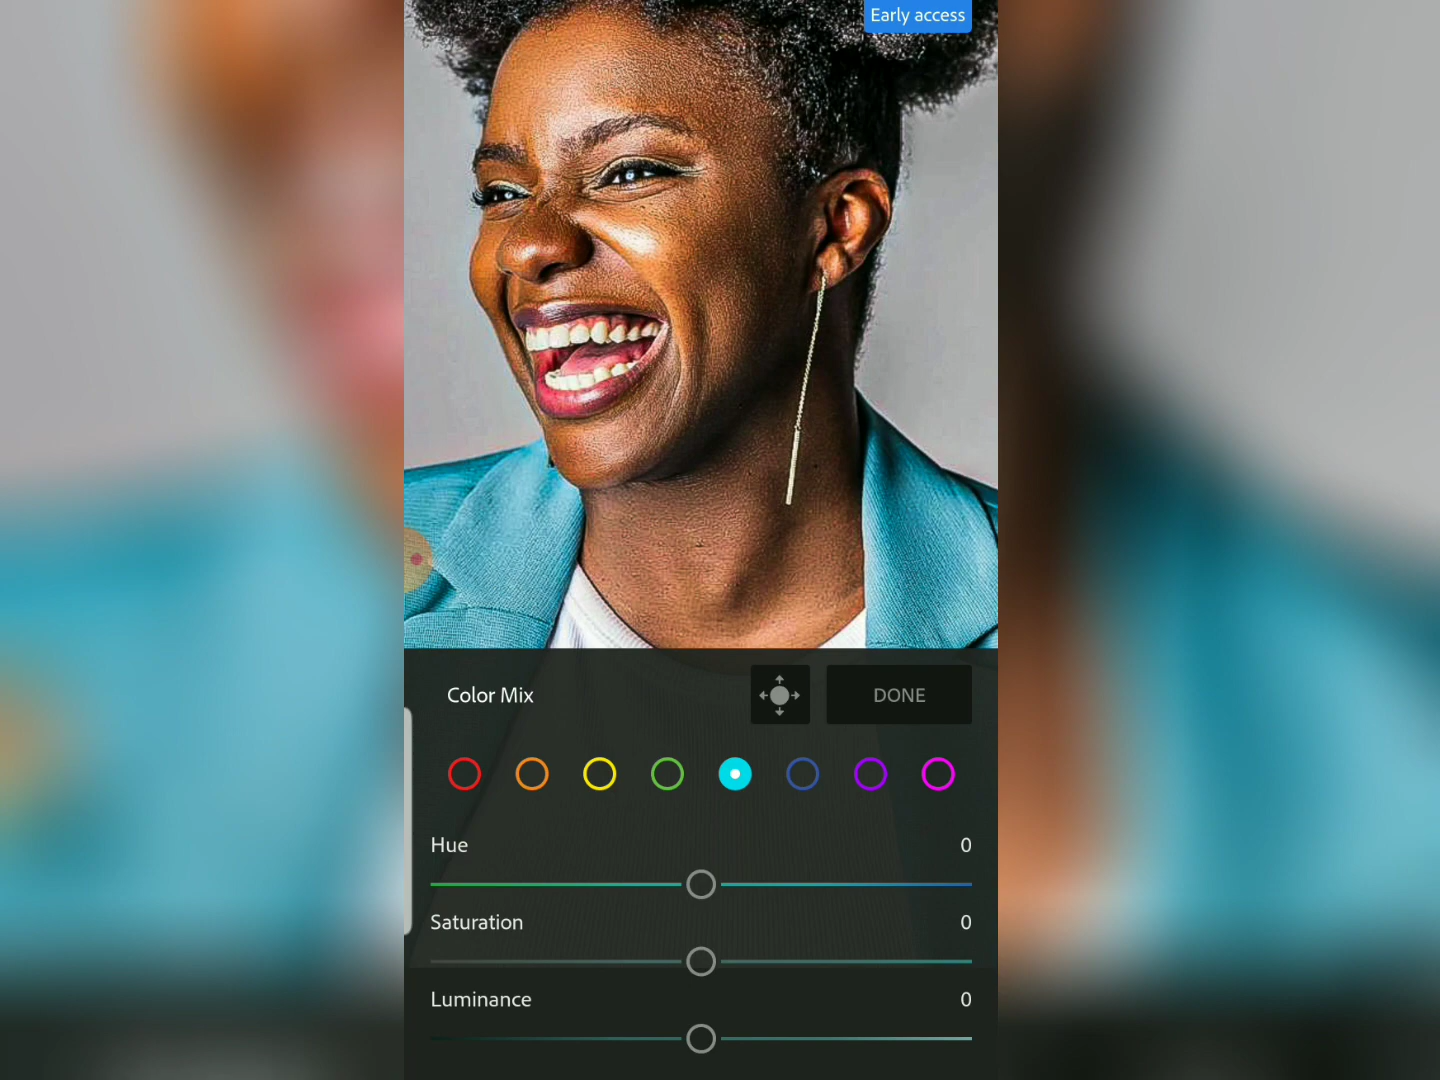 Early access
Color Mix
DONE
Hue 0
Saturation 0
Luminance 0